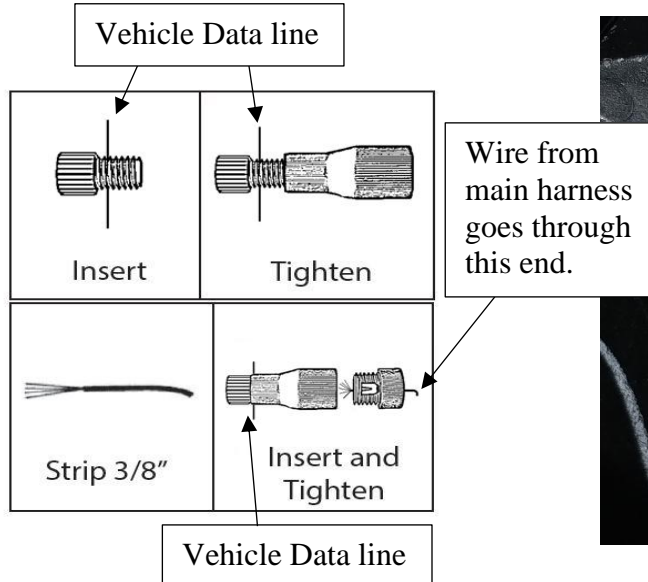 Vehicle Data line
Insert
Tighten
Wire from
main harness
goes through
this end.
Strip 3/8”
Insert and
Tighten
Vehicle Data line